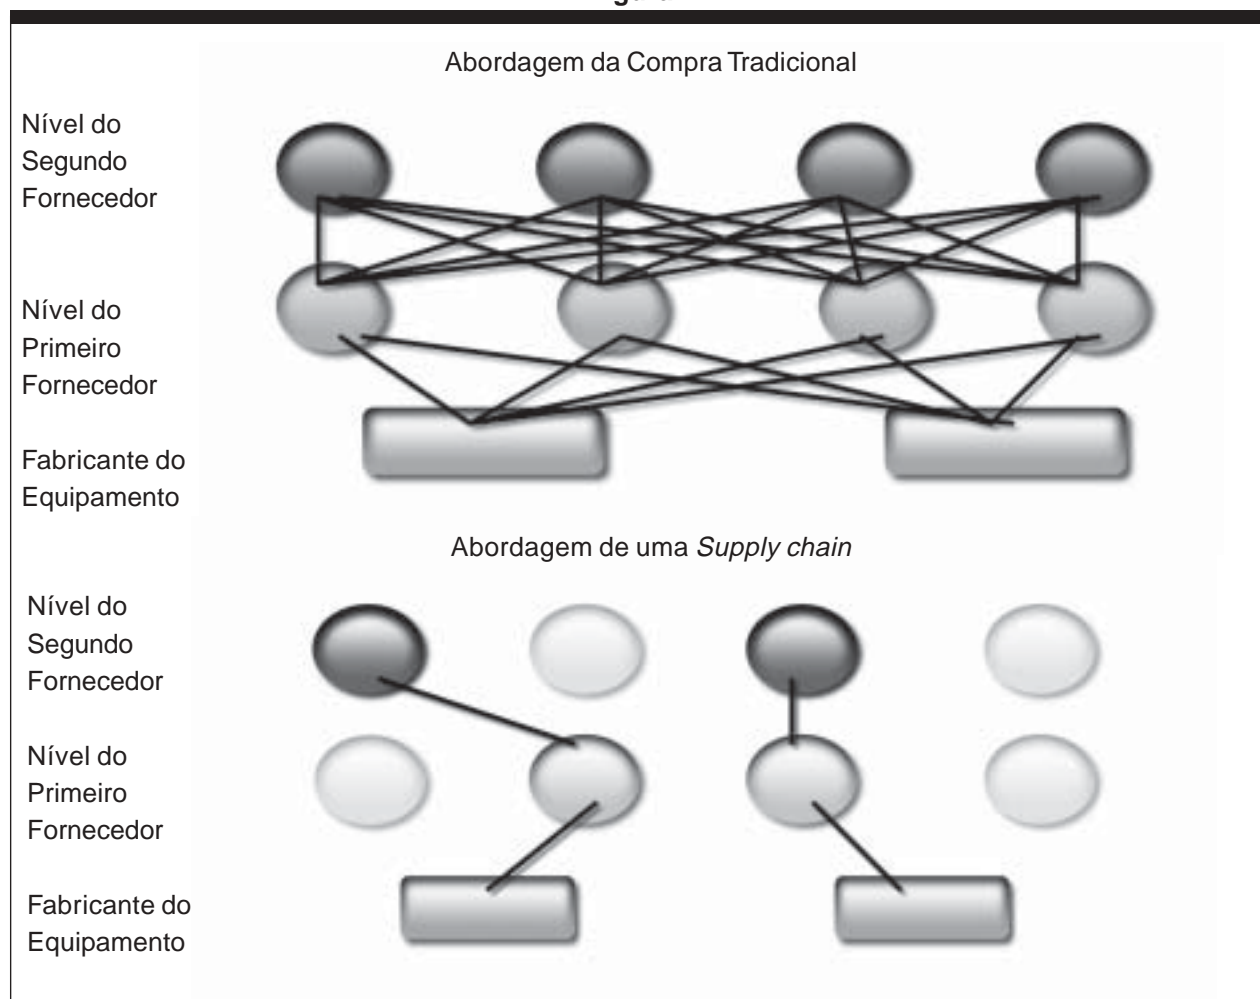 Abordagem da Compra Tradicional
Nível do
Segundo
Fornecedor
Nível do
Primeiro
Fornecedor
Fabricante do
Equipamento
Abordagem de uma Supply chain
Nível do
Segundo
Fornecedor
Nível do
Primeiro
Fornecedor
Fabricante do
Equipamento